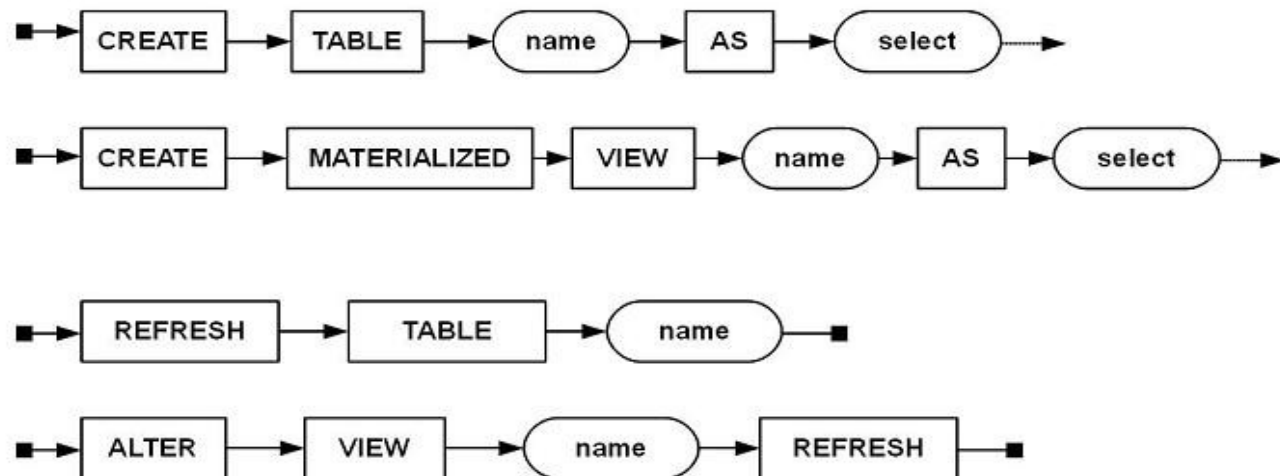 CREATE TABLE name AS select
CREATE MATERIALIZED VIEW name AS select
REFRESH TABLE name
ALTER VIEW name REFRESH